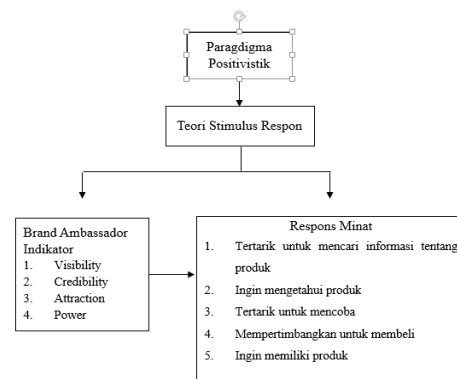 Paragdigma
Positivistik
Teori Stimulus Respon
Brand Ambassador
Indikator
1. Visibility
2. Credibility
3. Attraction
4. Power
Respons Minat
1. Tertarik untuk mencari informasi tentang
produk
2. Ingin mengetahui produk
3. Tertarik untuk mencoba
4. Mempertimbangkan untuk membeli
5. Ingin memiliki produk